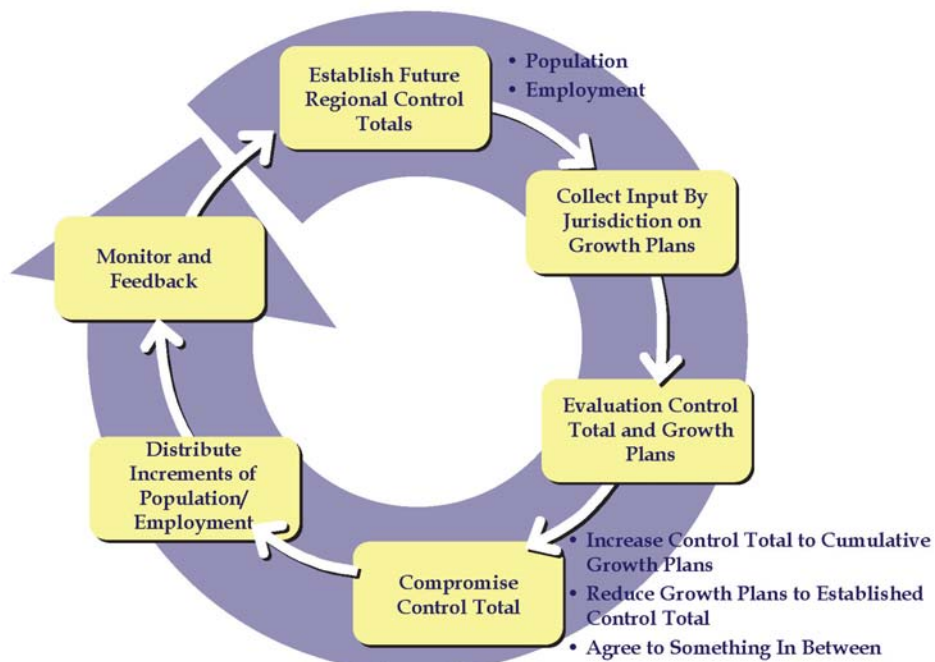 Establish Future
Regional Control
Totals
• Population
• Employment
Collect Input By
Jurisdiction on
Growth Plans
Evaluation Control
Total and Growth
Plans
Compromise
Control Total
• Increase Control Total to Cumulative
Growth Plans
• Reduce Growth Plans to Established
Control Total
• Agree to Something In Between
Distribute
Increments of
Population/
Employment
Monitor and
Feedback